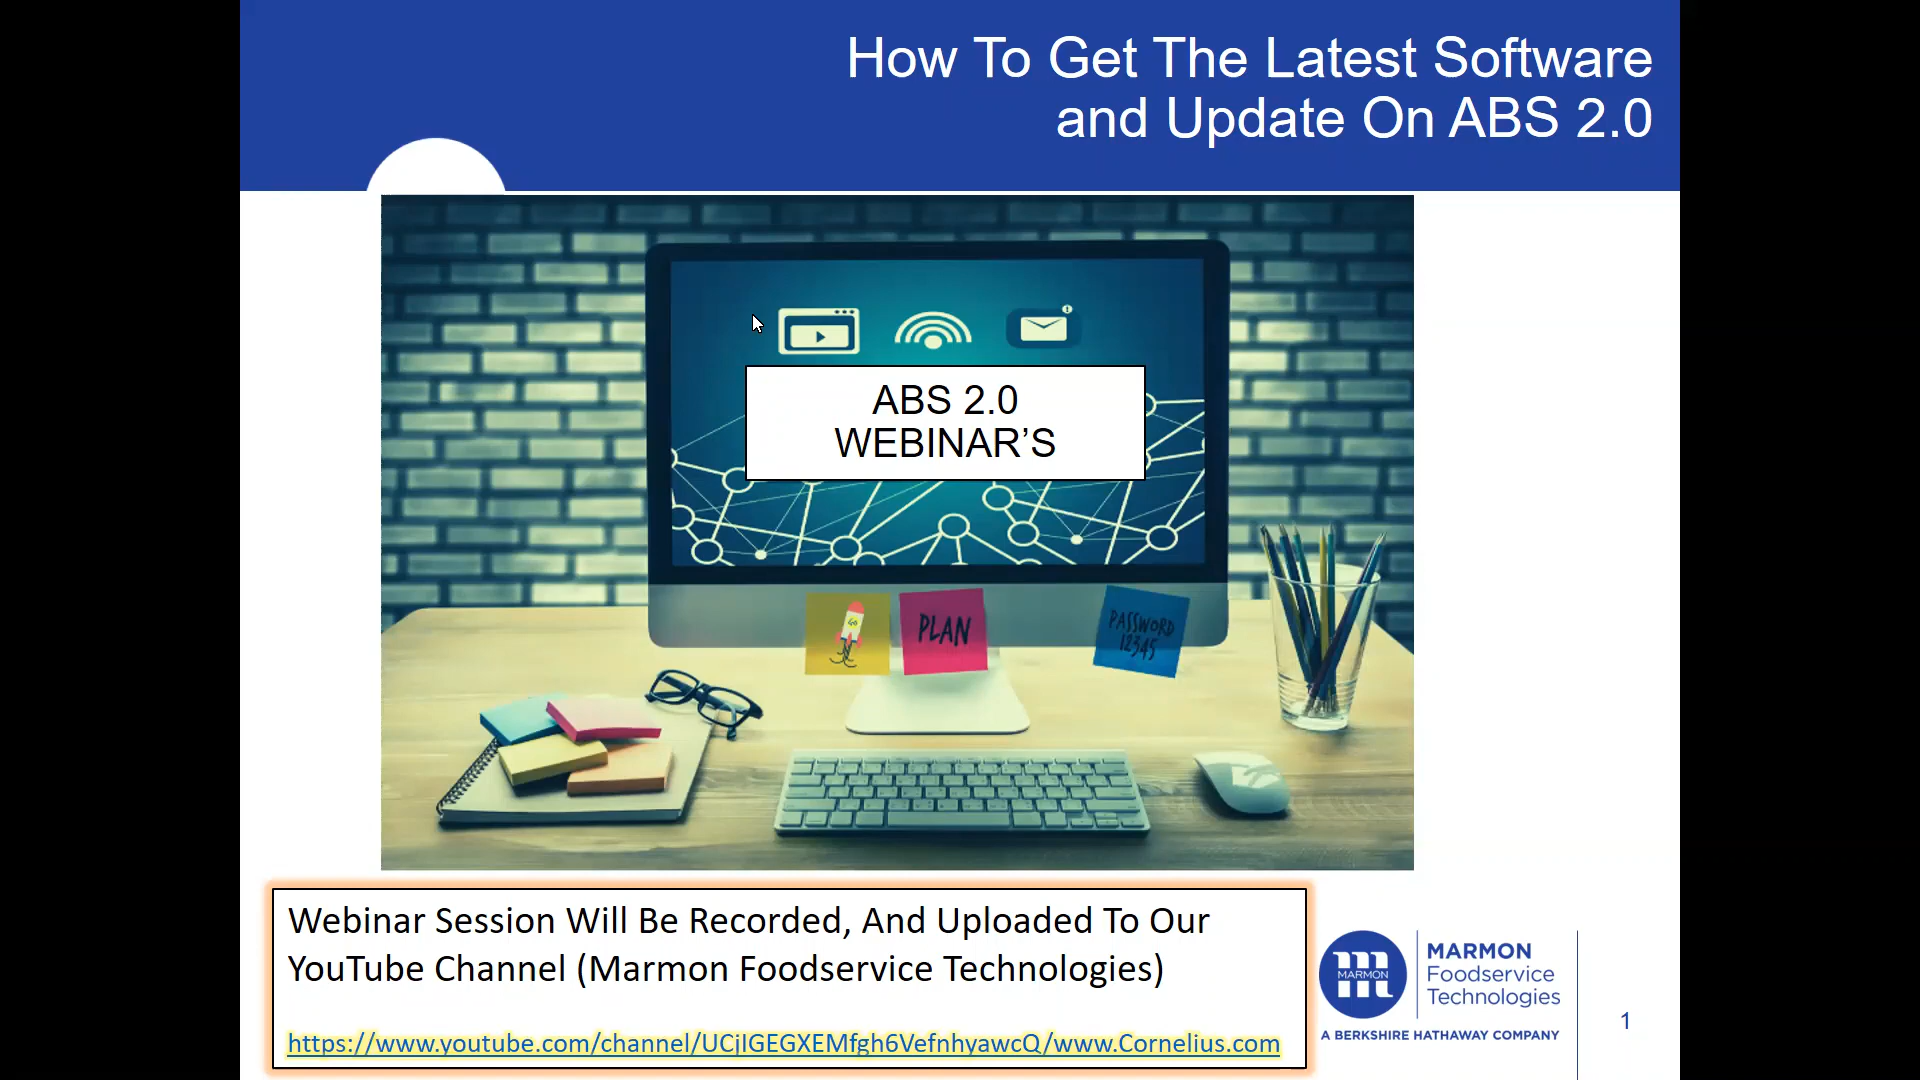 How To Get The Latest Software
and Update On ABS 2.0
ABS 2.0
WEBINAR’S
Go
PLAN
PASSWORD
12345
Webinar Session Will Be Recorded, And Uploaded To Our
YouTube Channel (Marmon Foodservice Technologies)
https://www.youtube.com/channel/UCjIGEGXEMfgh6VefnhyawcQ/www.Cornelius.com
MARMON
MARMON
Foodservice
Technologies
A BERKSHIRE HATHAWAY COMPANY
1